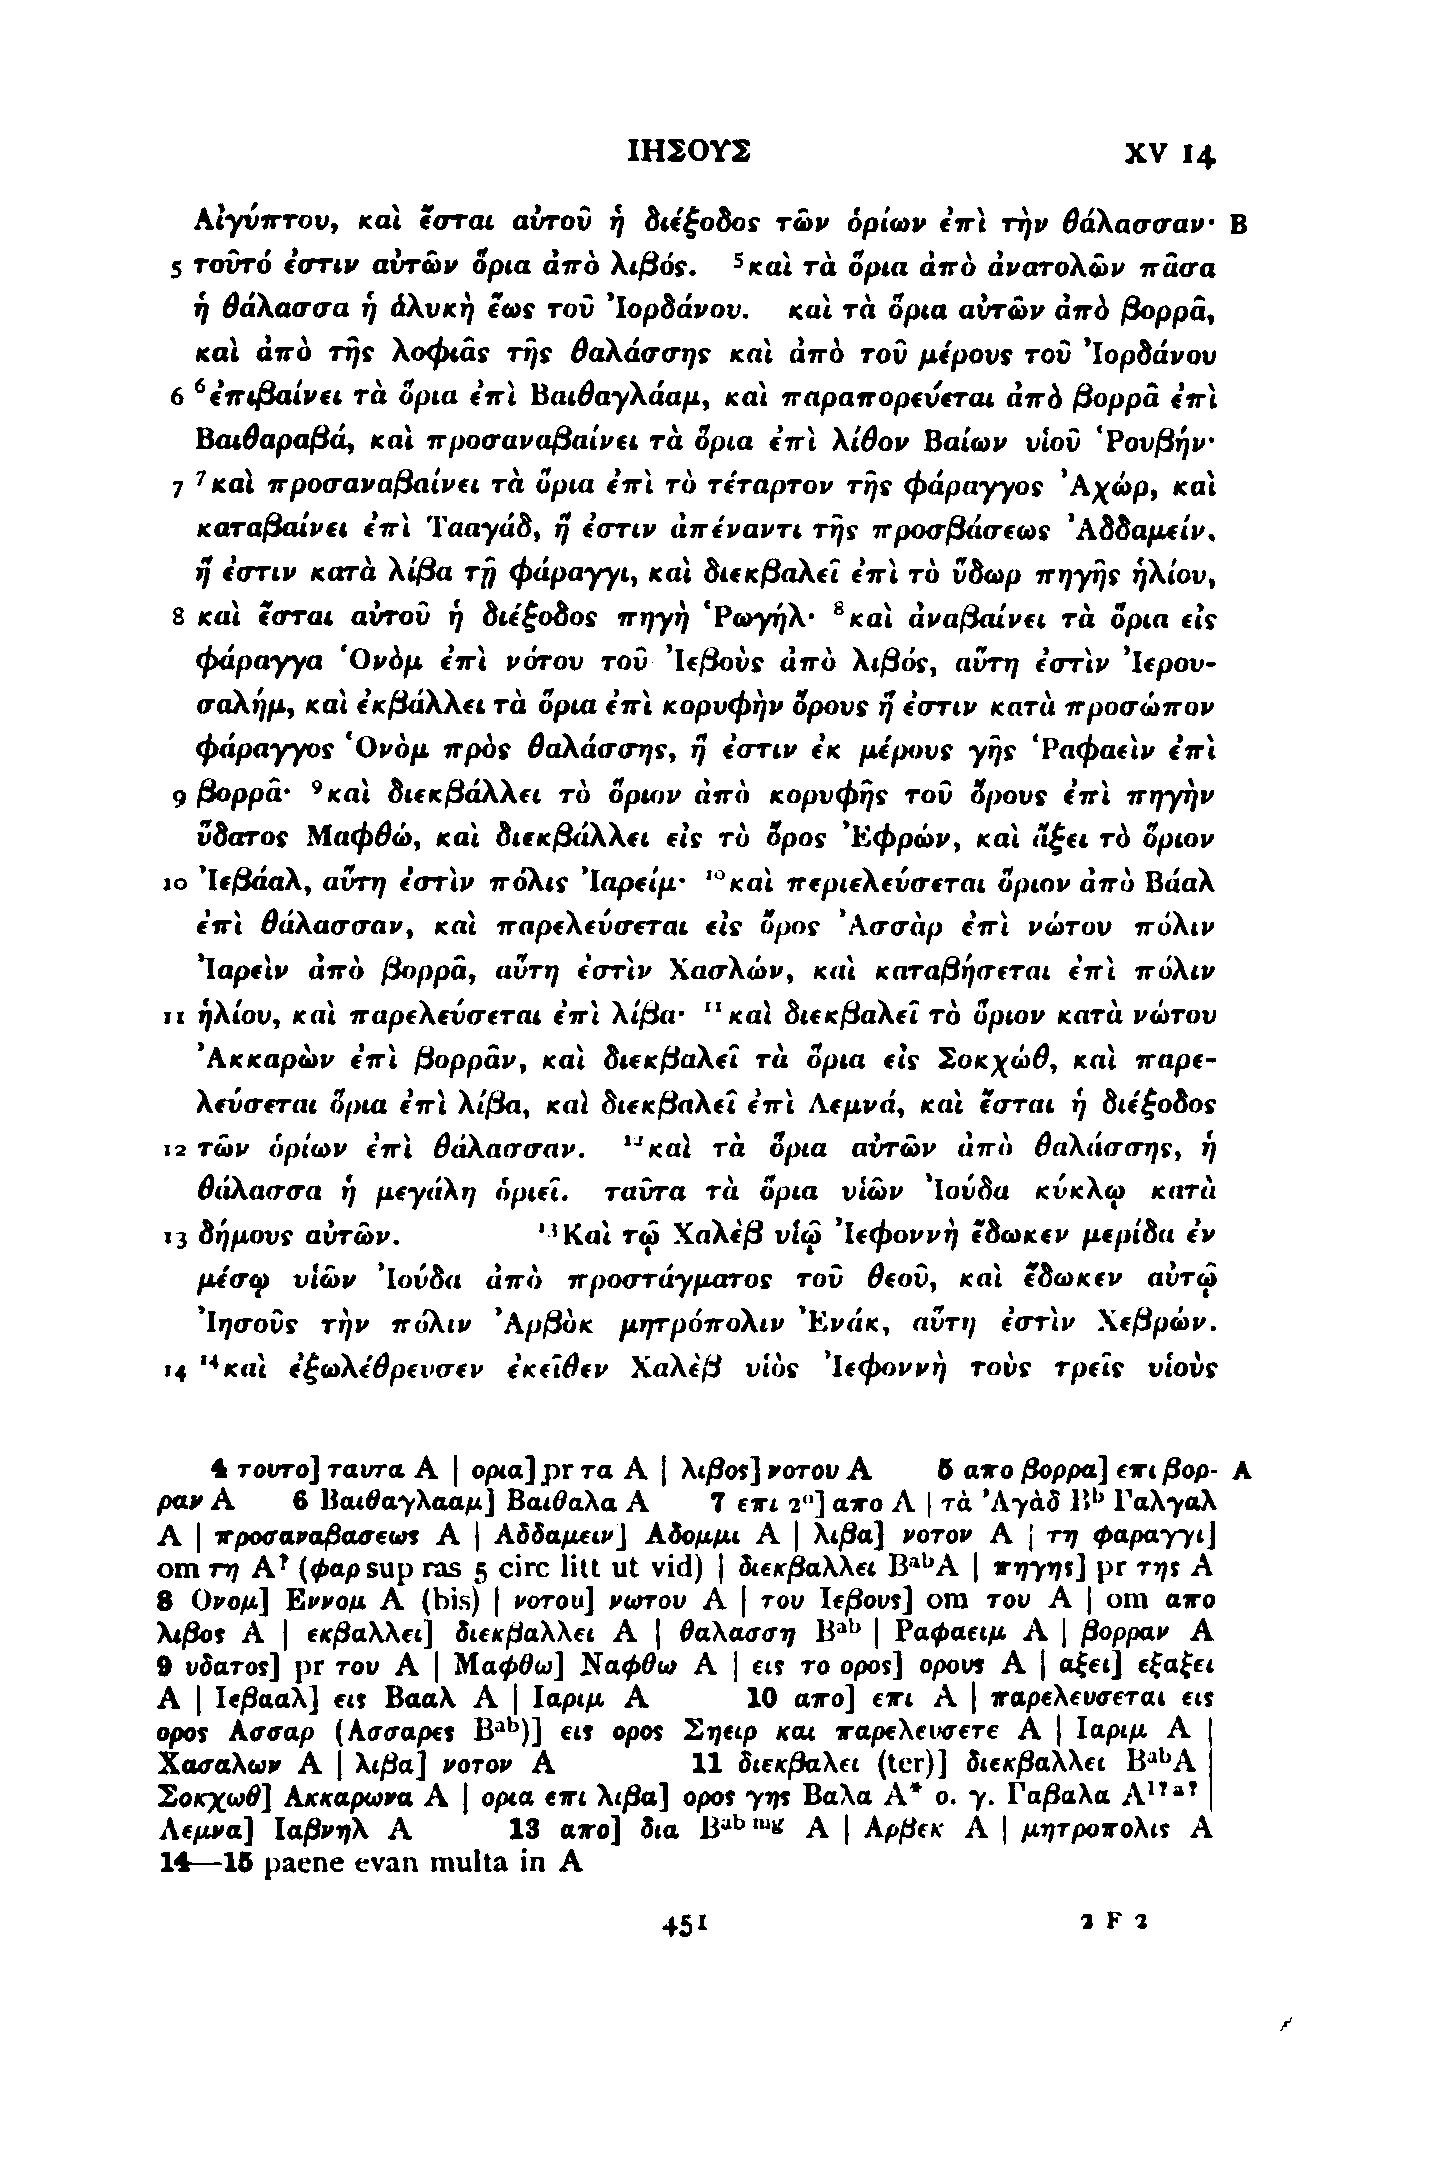 ΙΗΣΟΥΣ XV 14
Αἰγύπτου, καὶ ἔσται αὐτοῦ ἡ διέξοδος τῶν ὁρίων ἐπὶ τὴν θάλασσαν· B
5 τοῦτό ἐστιν αὐτῶν ὅρια ἀπὸ λιβός. ⁵καὶ τὰ ὅρια ἀπὸ ἀνατολῶν πᾶσα
ἡ θάλασσα ἡ ἁλυκὴ ἕως τοῦ Ἰορδάνου. καὶ τὰ ὅρια αὐτῶν ἀπὸ βορρᾶ,
καὶ ἀπὸ τῆς λοφιᾶς τῆς θαλάσσης καὶ ἀπὸ τοῦ μέρους τοῦ Ἰορδάνου
6 ⁶ἐπιβαίνει τὰ ὅρια ἐπὶ Βαιθαγλάαμ, καὶ παραπορεύεται ἀπὸ βορρᾶ ἐπὶ
Βαιθαραβά, καὶ προσαναβαίνει τὰ ὅρια ἐπὶ λίθον Βαίων υἱοῦ Ῥουβήν·
7 ⁷καὶ προσαναβαίνει τὰ ὅρια ἐπὶ τὸ τέταρτον τῆς φάραγγος Ἀχώρ, καὶ
καταβαίνει ἐπὶ Τααγάδ, ἥ ἐστιν ἀπέναντι τῆς προσβάσεως Ἀδδαμείν,
ἥ ἐστιν κατὰ λίβα τῇ φάραγγι, καὶ διεκβαλεῖ ἐπὶ τὸ ὕδωρ πηγῆς ἡλίου,
8 καὶ ἔσται αὐτοῦ ἡ διέξοδος πηγὴ Ῥωγήλ· ⁸καὶ ἀναβαίνει τὰ ὅρια εἰς
φάραγγα Ὀνὸμ ἐπὶ νότου τοῦ Ἰεβοὺς ἀπὸ λιβός, αὕτη ἐστὶν Ἰερου-
σαλήμ, καὶ ἐκβάλλει τὰ ὅρια ἐπὶ κορυφὴν ὄρους ἥ ἐστιν κατὰ προσώπον
φάραγγος Ὀνὸμ πρὸς θαλάσσης, ἥ ἐστιν ἐκ μέρους γῆς Ῥαφαεὶν ἐπὶ
9 βορρᾶ· ⁹καὶ διεκβάλλει τὸ ὅριον ἀπὸ κορυφῆς τοῦ ὄρους ἐπὶ πηγὴν
ὕδατος Μαφθώ, καὶ διεκβάλλει εἰς τὸ ὄρος Ἐφρών, καὶ ἄξει τὸ ὅριον
10 Ἰεβάαλ, αὕτη ἐστὶν πόλις Ἰαρείμ· ¹⁰καὶ περιελεύσεται ὅριον ἀπὸ Βάαλ
ἐπὶ θάλασσαν, καὶ παρελεύσεται εἰς ὄρος Ἀσσὰρ ἐπὶ νώτου πόλιν
Ἰαρεὶν ἀπὸ βορρᾶ, αὕτη ἐστὶν Χασλών, καὶ καταβήσεται ἐπὶ πόλιν
11 ἡλίου, καὶ παρελεύσεται ἐπὶ λίβα· ¹¹καὶ διεκβαλεῖ τὸ ὅριον κατὰ νώτου
Ἀκκαρὼν ἐπὶ βορρᾶν, καὶ διεκβαλεῖ τὰ ὅρια εἰς Σοκχώθ, καὶ παρε-
λεύσεται ὅρια ἐπὶ λίβα, καὶ διεκβαλεῖ ἐπὶ Λεμνά, καὶ ἔσται ἡ διέξοδος
12 τῶν ὁρίων ἐπὶ θάλασσαν. ¹²καὶ τὰ ὅρια αὐτῶν ἀπὸ θαλάσσης, ἡ
θάλασσα ἡ μεγάλη ὁριεῖ. ταῦτα τὰ ὅρια υἱῶν Ἰούδα κύκλῳ κατὰ
13 δήμους αὐτῶν. ¹³Καὶ τῷ Χαλὲβ υἱῷ Ἰεφοννὴ ἔδωκεν μερίδα ἐν
μέσῳ υἱῶν Ἰούδα ἀπὸ προστάγματος τοῦ θεοῦ, καὶ ἔδωκεν αὐτῷ
Ἰησοῦς τὴν πόλιν Ἀρβὸκ μητρόπολιν Ἐνάκ, αὕτη ἐστὶν Χεβρών.
14 ¹⁴καὶ ἐξωλέθρευσεν ἐκεῖθεν Χαλὲβ υἱὸς Ἰεφοννὴ τοὺς τρεῖς υἱοὺς
4 τουτο] ταυτα A | ορια] pr τα A | λιβος] νοτου A 5 απο βορρα] επι βορ- A
ραν A 6 Βαιθαγλααμ] Βαιθαλα A 7 επι 2º] απο A | τὰ Ἀγὰδ Bᵇ Γαλγαλ
A | προσαναβασεως A | Αδδαμειν] Αδομμι A | λιβα] νοτον A | τη φαραγγι]
om τη A? (φαρ sup ras 5 circ litt ut vid) | διεκβαλλει BᵃᵇA | πηγης] pr της A
8 Ονομ] Εννομ A (bis) | νοτου] νωτου A | του Ιεβους] om του A | om απο
λιβος A | εκβαλλει] διεκβαλλει A | θαλασση Bᵃᵇ | Ραφαειμ A | βορραν A
9 υδατος] pr του A | Μαφθω] Ναφθω A | εις το ορος] ορους A | αξει] εξαξει
A | Ιεβααλ] εις Βααλ A | Ιαριμ A 10 απο] επι A | παρελευσεται εις
ορος Ασσαρ (Ασσαρες Bᵃᵇ)] εις ορος Σηειρ και παρελευσετε A | Ιαριμ A |
Χασαλων A | λιβα] νοτον A 11 διεκβαλει (ter)] διεκβαλλει BᵃᵇA |
Σοκχωθ] Ακκαρωνα A | ορια επι λιβα] ορος γης Βαλα A* ο. γ. Γαβαλα A¹?ᵃ? |
Λεμνα] Ιαβνηλ A 13 απο] δια Bᵃᵇ ᵐᵍ A | Αρβεκ A | μητροπολις A
14—15 paene evan multa in A
451 2 F 2